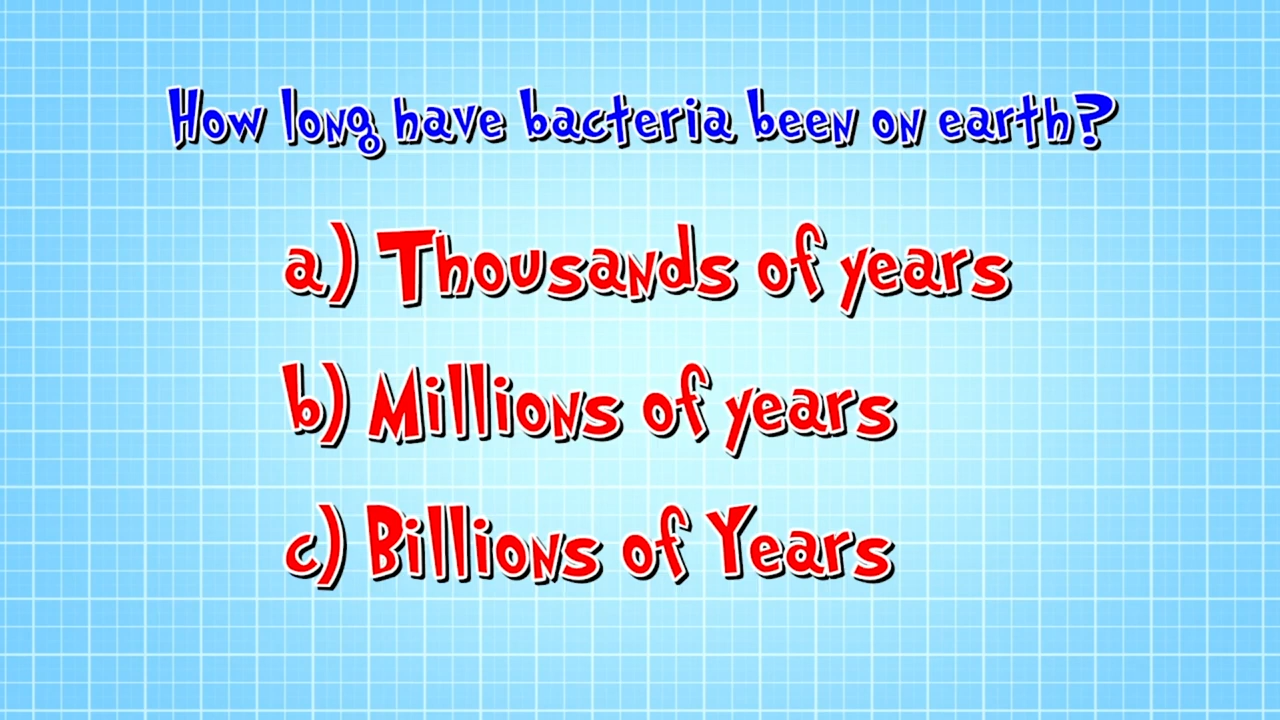 How long have bacteria been on earth?
a) Thousands of years
b) Millions of years
c) Billions of Years